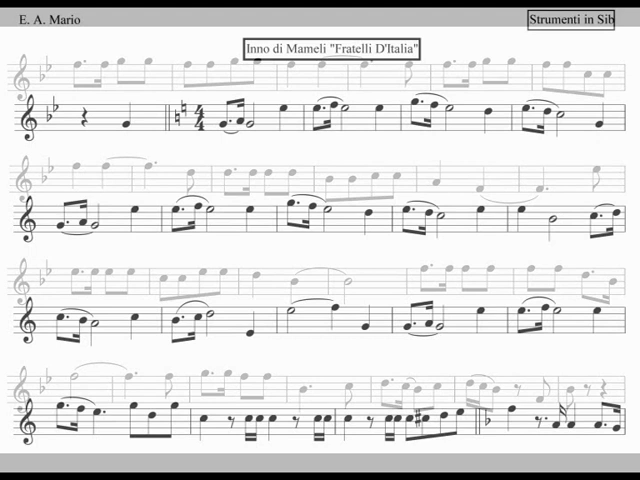 E. A. Mario
Strumenti in Sib
Inno di Mameli "Fratelli D'Italia"